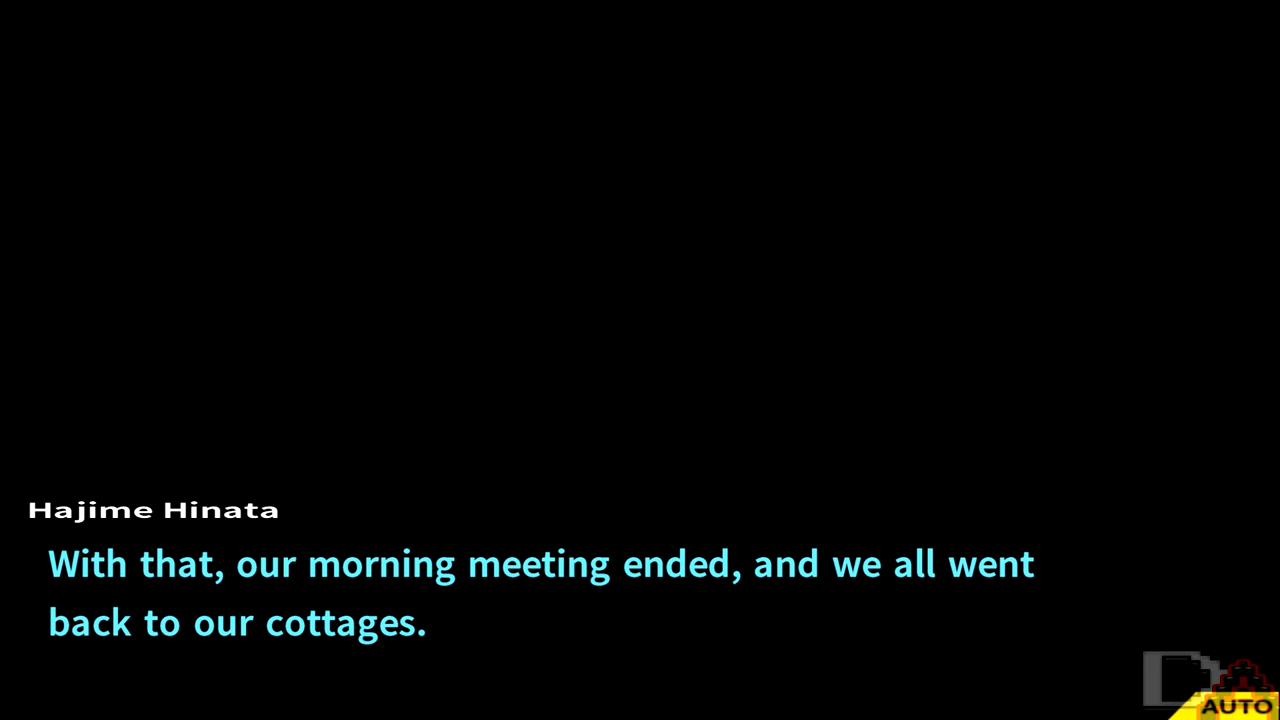 Hajime Hinata
With that, our morning meeting ended, and we all went
back to our cottages.
AUTO